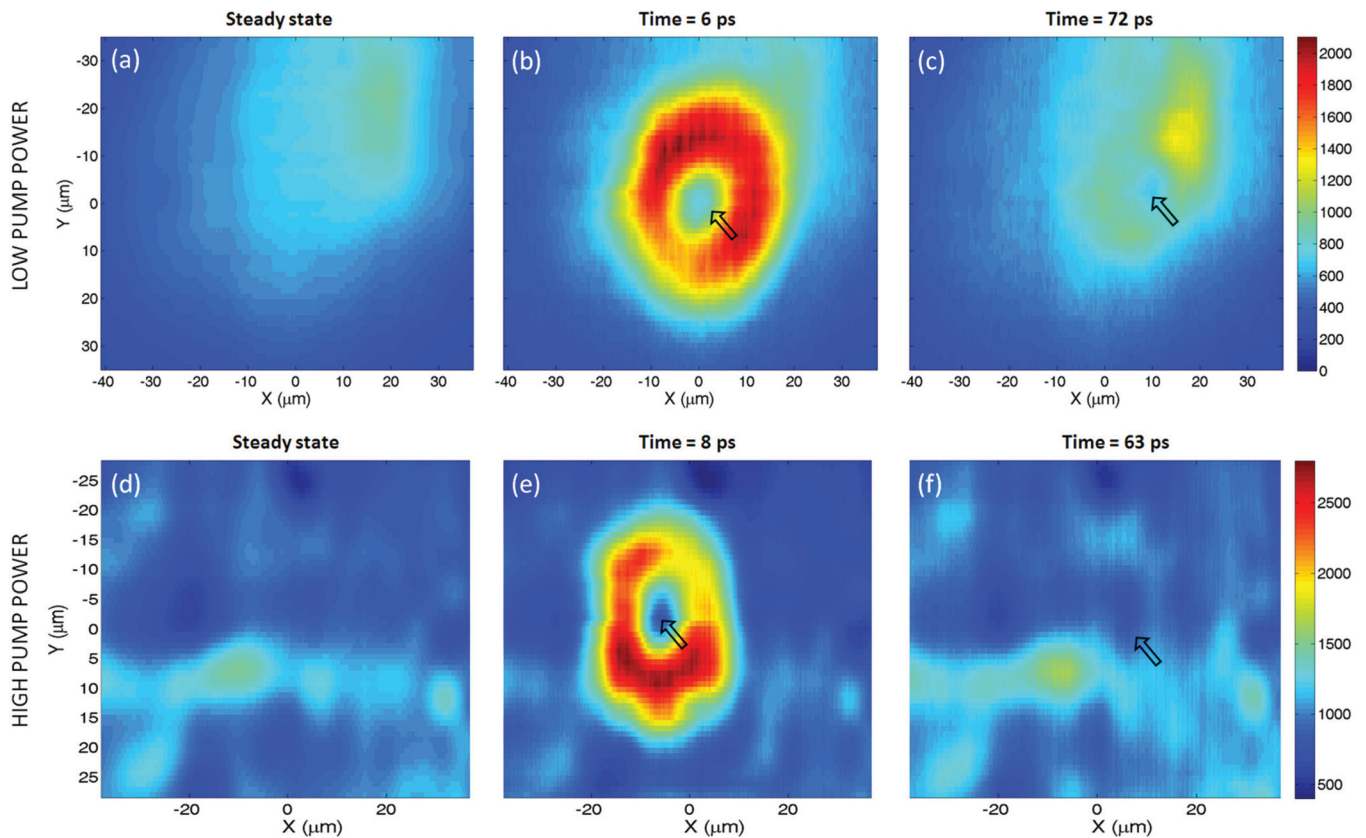 Steady state
Time = 6 ps
Time = 72 ps
LOW PUMP POWER
Y (μm)
(a)
(b)
(c)
-30
-20
-10
0
10
20
30
-40 -30 -20 -10 0 10 20 30
X (μm)
-40 -30 -20 -10 0 10 20 30
X (μm)
-40 -30 -20 -10 0 10 20 30
X (μm)
2000
1800
1600
1400
1200
1000
800
600
400
200
0
Steady state
Time = 8 ps
Time = 63 ps
HIGH PUMP POWER
Y (μm)
(d)
(e)
(f)
-25
-20
-15
-10
-5
0
5
10
15
20
25
-20 0 20
X (μm)
-20 0 20
X (μm)
-20 0 20
X (μm)
2500
2000
1500
1000
500